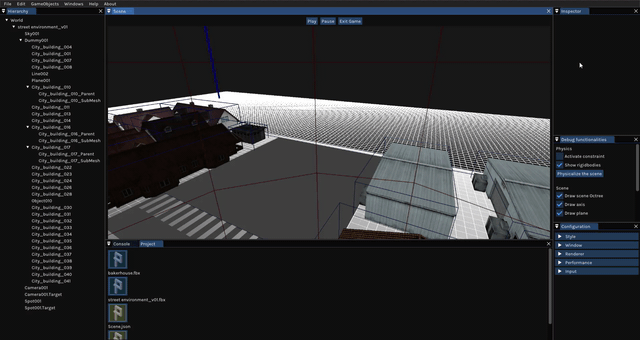 File Edit GameObjects Windows Help About
Hierarchy
World
street environment_v01
Sky001
Dummy001
City_building_004
City_building_001
City_building_007
City_building_008
Line002
Plane001
City_building_010
City_building_010_Parent
City_building_010_SubMesh
City_building_011
City_building_013
City_building_014
City_building_016
City_building_016_Parent
City_building_016_SubMesh
City_building_017
City_building_017_Parent
City_building_017_SubMesh
City_building_022
City_building_023
City_building_024
City_building_026
City_building_028
Object010
City_building_030
City_building_031
City_building_032
City_building_034
City_building_035
City_building_036
City_building_037
City_building_038
City_building_039
City_building_040
City_building_041
Camera001
Camera001.Target
Spot001
Spot001.Target
Scene
Play Pause Exit Game
Console Project
bakerhouse.fbx
street environment_v01.fbx
Scene.json
Inspector
Debug functionalities
Physics
Activate constraint
Show rigidbodies
Physicalize the scene
Scene
Draw scene Octree
Draw axis
Draw plane
Configuration
Style
Window
Renderer
Performance
Input